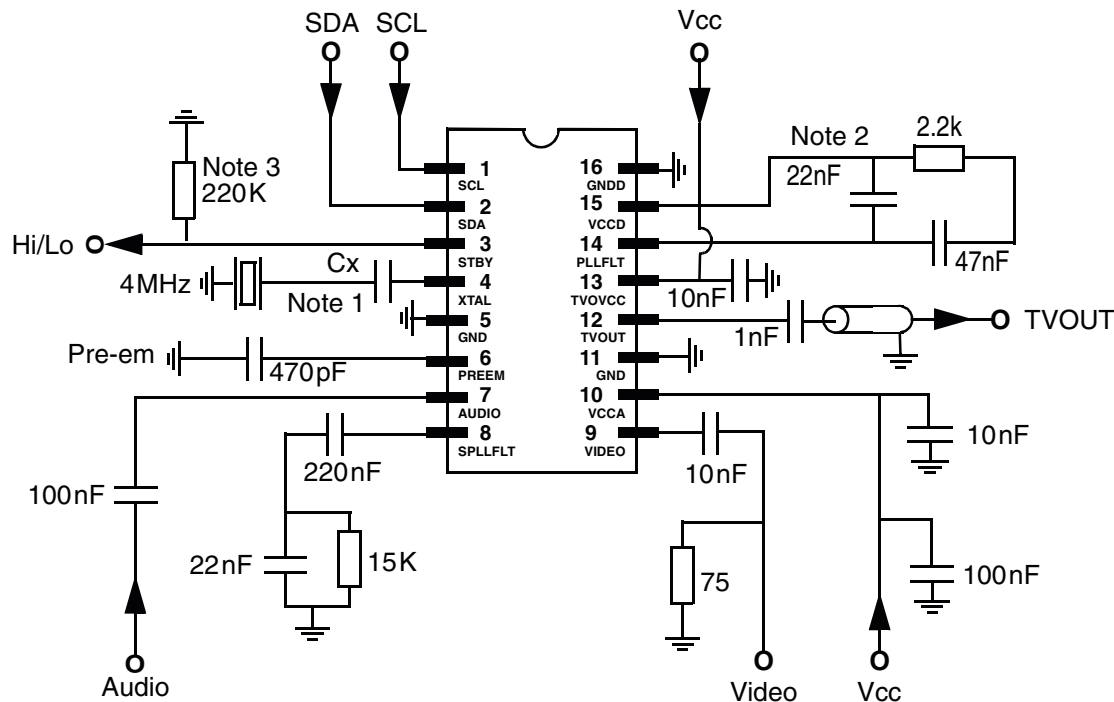 SDA SCL Vcc
Note 3
220K
Note 2
22nF
2.2k
47nF
Hi/Lo
4MHz
Cx
Note 1
Pre-em
470pF
220nF
100nF
22nF
15K
Audio
1
SCL
2
SDA
3
STBY
4
XTAL
5
GND
6
PREEM
7
AUDIO
8
SPLLFLT
16
GNDD
15
VCCD
14
PLLFLT
13
TVOVCC
12
TVOUT
11
GND
10
VCCA
9
VIDEO
10nF
1nF
TVOUT
10nF
10nF
75
100nF
Video
Vcc